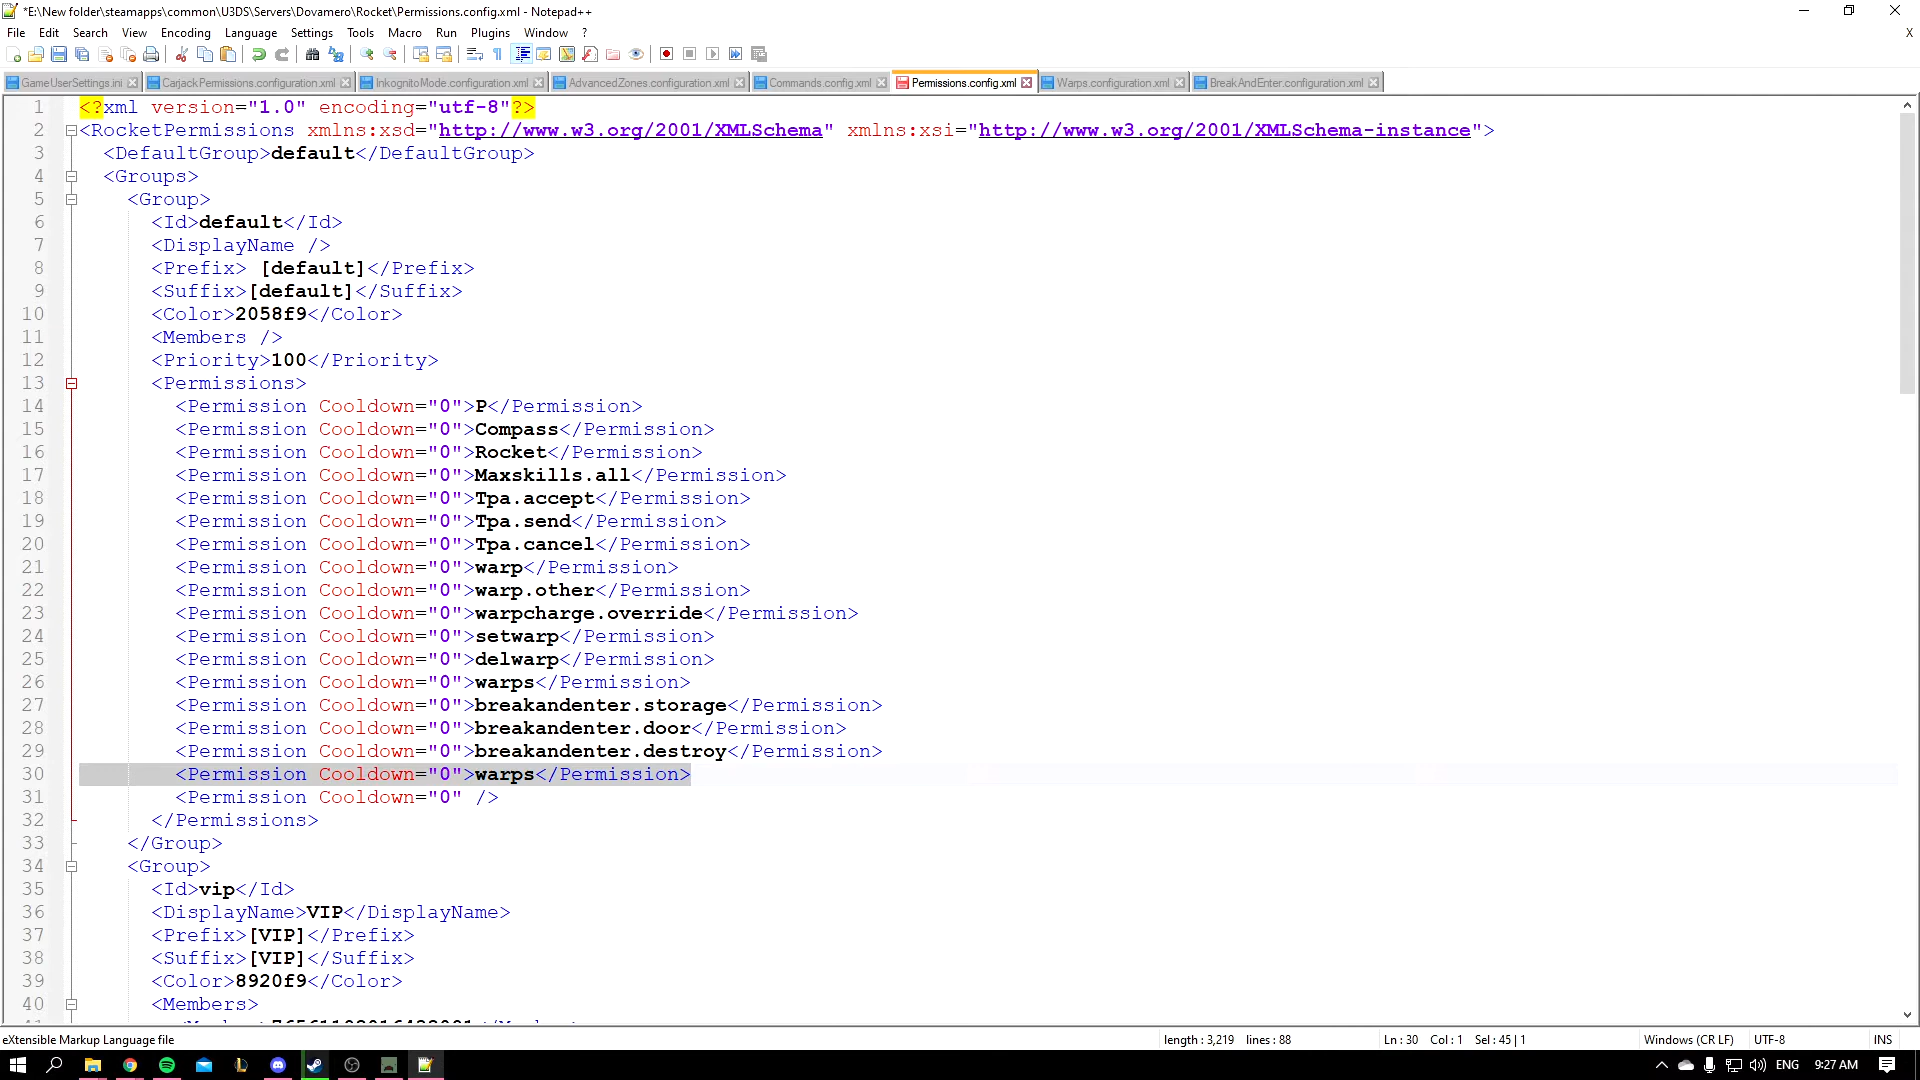 *E:\New folder\steamapps\common\U3DS\Servers\Dovamero\Rocket\Permissions.config.xml - Notepad++
File Edit Search View Encoding Language Settings Tools Macro Run Plugins Window ? X
GameUserSettings.ini CarjackPermissions.configuration.xml InkognitoMode.configuration.xml AdvancedZones.configuration.xml Commands.config.xml Permissions.config.xml Warps.configuration.xml BreakAndEnter.configuration.xml
1 <?xml version="1.0" encoding="utf-8"?>
2 <RocketPermissions xmlns:xsd="http://www.w3.org/2001/XMLSchema" xmlns:xsi="http://www.w3.org/2001/XMLSchema-instance">
3 <DefaultGroup>default</DefaultGroup>
4 <Groups>
5 <Group>
6 <Id>default</Id>
7 <DisplayName />
8 <Prefix> [default]</Prefix>
9 <Suffix>[default]</Suffix>
10 <Color>2058f9</Color>
11 <Members />
12 <Priority>100</Priority>
13 <Permissions>
14 <Permission Cooldown="0">P</Permission>
15 <Permission Cooldown="0">Compass</Permission>
16 <Permission Cooldown="0">Rocket</Permission>
17 <Permission Cooldown="0">Maxskills.all</Permission>
18 <Permission Cooldown="0">Tpa.accept</Permission>
19 <Permission Cooldown="0">Tpa.send</Permission>
20 <Permission Cooldown="0">Tpa.cancel</Permission>
21 <Permission Cooldown="0">warp</Permission>
22 <Permission Cooldown="0">warp.other</Permission>
23 <Permission Cooldown="0">warpcharge.override</Permission>
24 <Permission Cooldown="0">setwarp</Permission>
25 <Permission Cooldown="0">delwarp</Permission>
26 <Permission Cooldown="0">warps</Permission>
27 <Permission Cooldown="0">breakandenter.storage</Permission>
28 <Permission Cooldown="0">breakandenter.door</Permission>
29 <Permission Cooldown="0">breakandenter.destroy</Permission>
30 <Permission Cooldown="0">warps</Permission>
31 <Permission Cooldown="0" />
32 </Permissions>
33 </Group>
34 <Group>
35 <Id>vip</Id>
36 <DisplayName>VIP</DisplayName>
37 <Prefix>[VIP]</Prefix>
38 <Suffix>[VIP]</Suffix>
39 <Color>8920f9</Color>
40 <Members>
eXtensible Markup Language file length : 3,219 lines : 88 Ln : 30 Col : 1 Sel : 45 | 1 Windows (CR LF) UTF-8 INS
ENG 9:27 AM